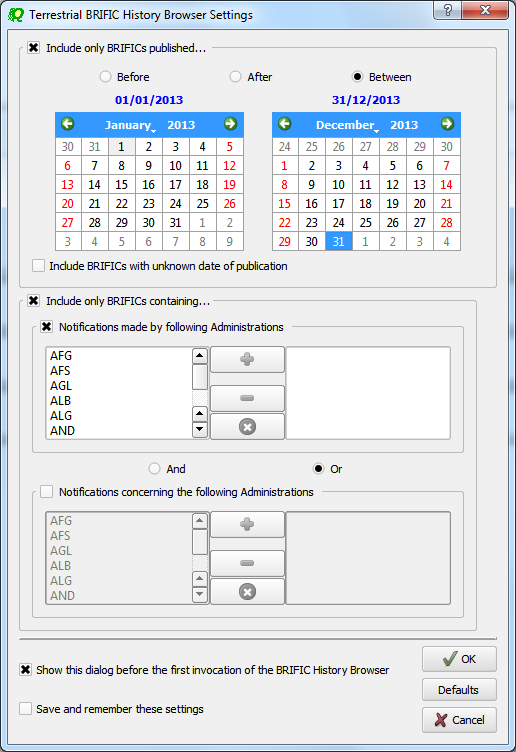 Terrestrial BRIFIC History Browser Settings
Include only BRIFICs published...
Before After Between
01/01/2013 31/12/2013
January 2013 December 2013
30 31 1 2 3 4 5 24 25 26 27 28 29 30
6 7 8 9 10 11 12 1 2 3 4 5 6 7
13 14 15 16 17 18 19 8 9 10 11 12 13 14
20 21 22 23 24 25 26 15 16 17 18 19 20 21
27 28 29 30 31 1 2 22 23 24 25 26 27 28
3 4 5 6 7 8 9 29 30 31 1 2 3 4
Include BRIFICs with unknown date of publication
Include only BRIFICs containing...
Notifications made by following Administrations
AFG
AFS
AGL
ALB
ALG
AND
And Or
Notifications concerning the following Administrations
AFG
AFS
AGL
ALB
ALG
AND
Show this dialog before the first invocation of the BRIFIC History Browser
Save and remember these settings
OK
Defaults
Cancel